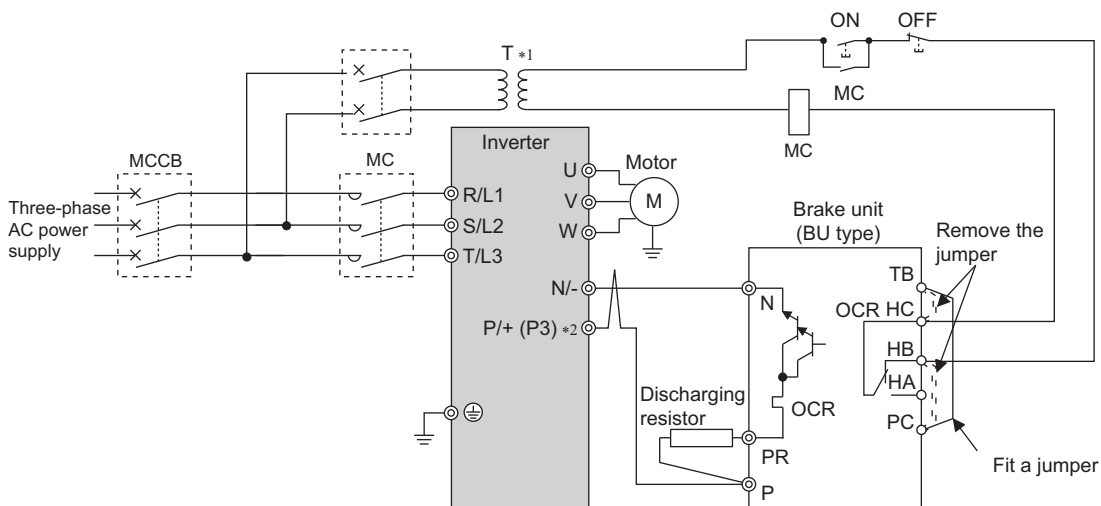 ON
OFF
T *1
MC
MC
MCCB
MC
Inverter
Three-phase
AC power
supply
R/L1
S/L2
T/L3
U
V
W
Motor
M
N/-
P/+ (P3) *2
Brake unit
(BU type)
Remove the
jumper
TB
OCR
HC
HB
HA
PC
N
OCR
Discharging
resistor
PR
P
Fit a jumper